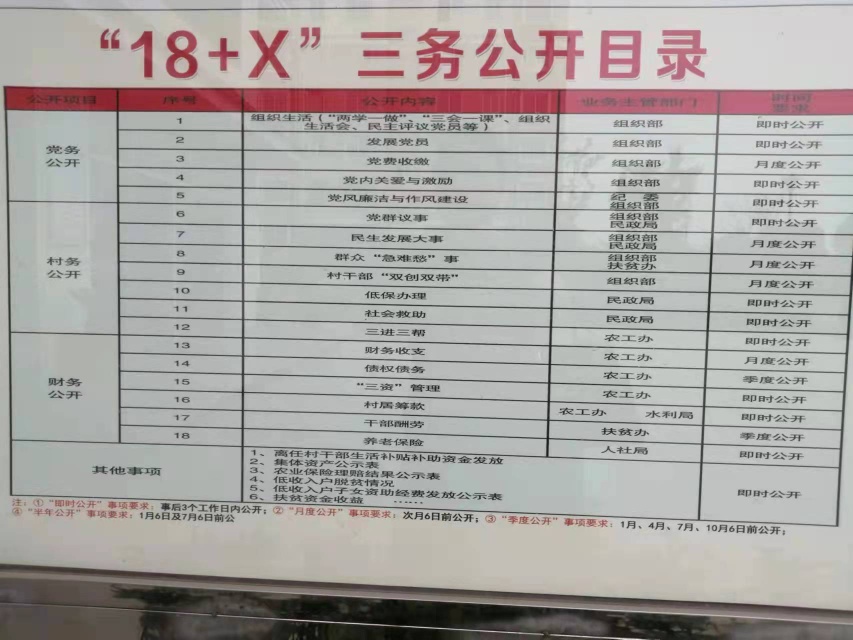 “18+X”三务公开目录
公开项目 序号 公开内容 业务主管部门 时间要求
党务公开
1 组织生活（“两学一做”、“三会一课”、组织生活会、民主评议党员等） 组织部 即时公开
2 发展党员 组织部 即时公开
3 党费收缴 组织部 月度公开
4 党内关爱与激励 组织部 即时公开
5 党风廉洁与作风建设 纪委 组织部 即时公开
村务公开
6 党群议事 组织部 民政局 即时公开
7 民生发展大事 组织部 民政局 月度公开
8 群众“急难愁”事 组织部 扶贫办 月度公开
9 村干部“双创双带” 组织部 月度公开
10 低保办理 民政局 即时公开
11 社会救助 民政局 即时公开
12 三进三帮 农工办 即时公开
财务公开
13 财务收支 农工办 月度公开
14 债权债务 农工办 季度公开
15 “三资”管理 农工办 即时公开
16 村居筹款 农工办 水利局 即时公开
17 干部酬劳 扶贫办 季度公开
18 养老保险 人社局 即时公开
其他事项
1、离任村干部生活补贴补助资金发放
2、集体资产公示表
3、农业保险理赔结果公示表
4、低收入户脱贫情况
5、低收入户子女资助经费发放公示表
6、扶贫资金收益 ……
即时公开
注：①“即时公开”事项要求：事后3个工作日内公开；②“月度公开”事项要求：次月6日前公开；③“季度公开”事项要求：1月、4月、7月、10月6日前公开；
④“半年公开”事项要求：1月6日及7月6日前公